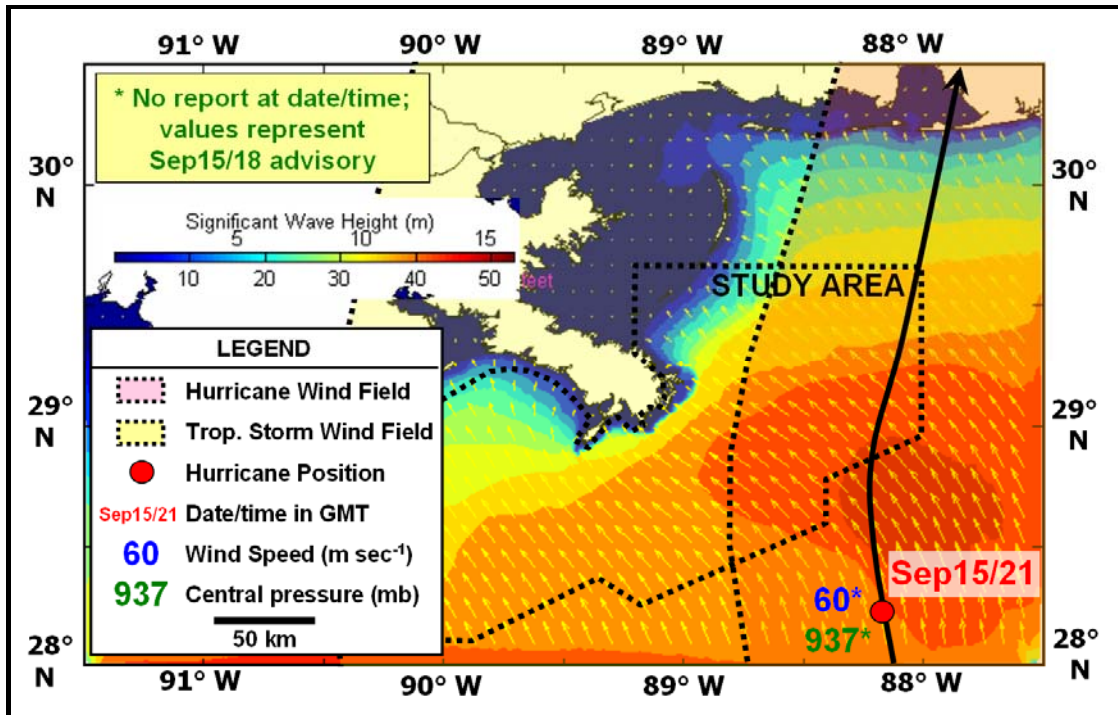 91° W 90° W 89° W 88° W
* No report at date/time;
values represent
Sep15/18 advisory
30°
N
30°
N
Significant Wave Height (m)
5 10 15
10 20 30 40 50 feet
STUDY AREA
LEGEND
Hurricane Wind Field
Trop. Storm Wind Field
Hurricane Position
Sep15/21 Date/time in GMT
60 Wind Speed (m sec⁻¹)
937 Central pressure (mb)
50 km
29°
N
29°
N
Sep15/21
60*
937*
28°
N
28°
N
91° W 90° W 89° W 88° W